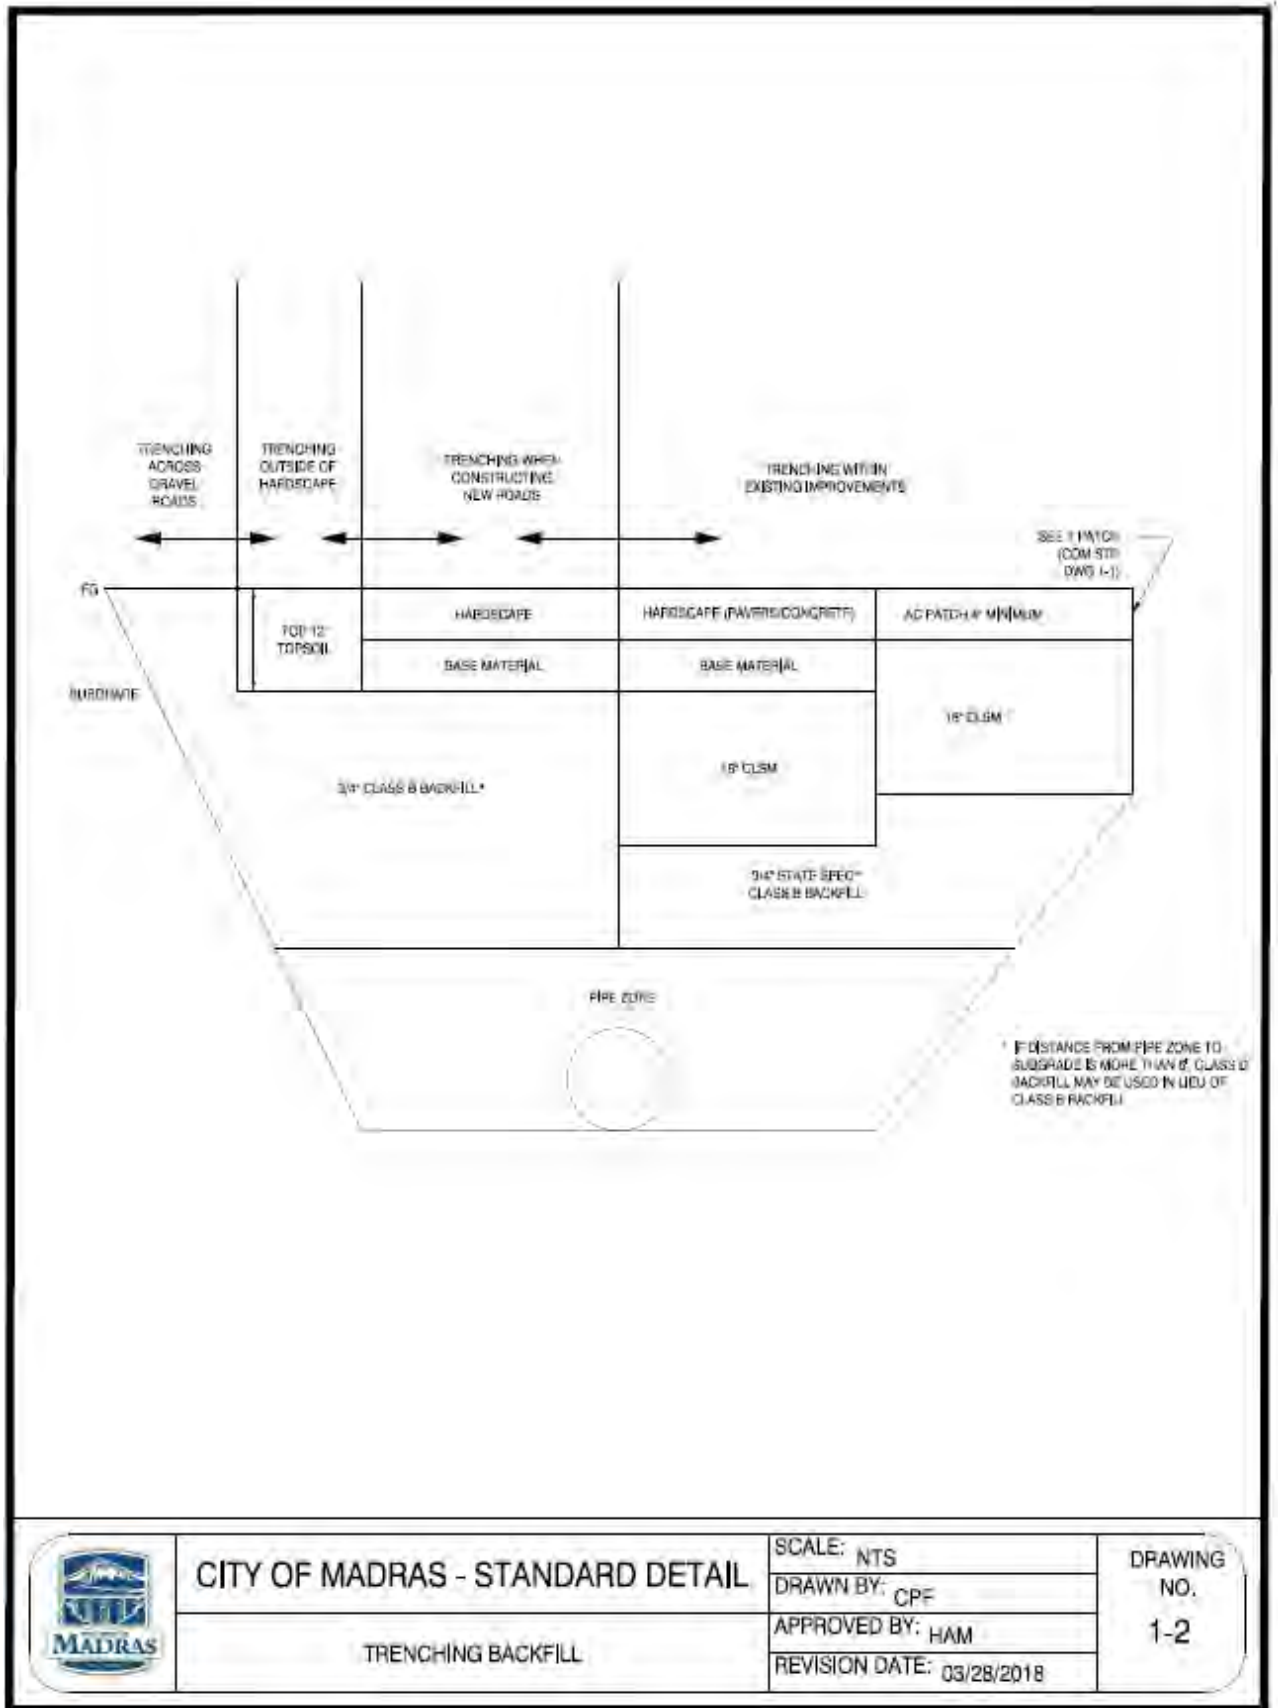 TRENCHING
ACROSS
GRAVEL
ROADS
TRENCHING
OUTSIDE OF
HARDSCAPE
TRENCHING WHEN
CONSTRUCTING
NEW ROADS
TRENCHING WITHIN
EXISTING IMPROVEMENTS
SEE T PATCH
(COM STD
DWG 1-1)
FG
TOP 12"
TOPSOIL
HARDSCAPE
HARDSCAPE (PAVERS/CONCRETE)
AC PATCH 4" MINIMUM
BASE MATERIAL
BASE MATERIAL
SUBGRADE
CLSM
CLSM
3/4" CLASS B BACKFILL*
3/4" STATE SPEC*
CLASS B BACKFILL
PIPE ZONE
* IF DISTANCE FROM PIPE ZONE TO
SUBGRADE IS MORE THAN CLASS
BACKFILL MAY BE USED IN LIEU OF
CLASS B BACKFILL
MADRAS
CITY OF MADRAS - STANDARD DETAIL
TRENCHING BACKFILL
SCALE: NTS
DRAWN BY: CPF
APPROVED BY: HAM
REVISION DATE: 03/28/2018
DRAWING
NO.
1-2